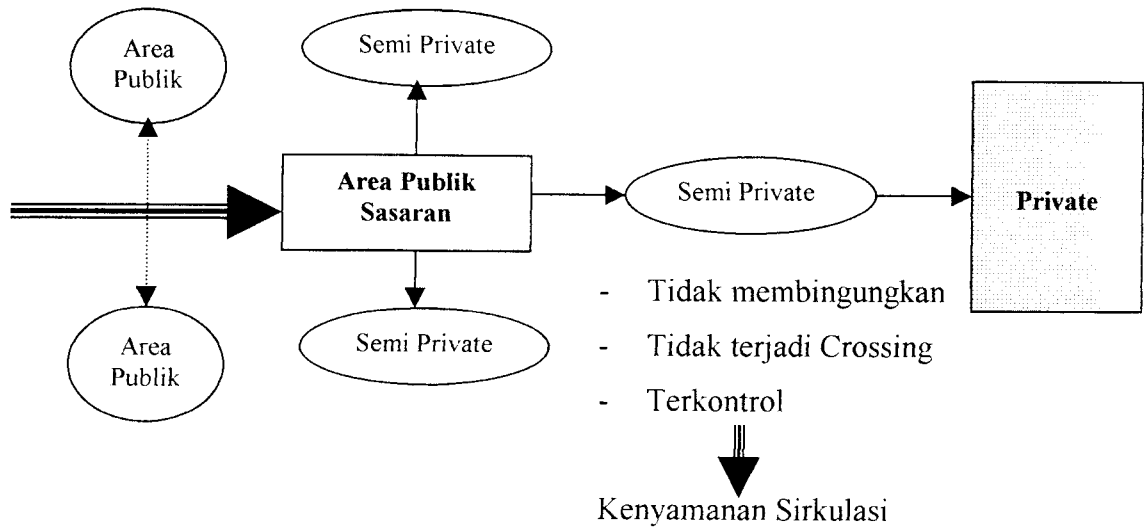 Area
Publik
Semi Private
Area Publik
Sasaran
Semi Private
Private
Area
Publik
Semi Private
- Tidak membingungkan
- Tidak terjadi Crossing
- Terkontrol
Kenyamanan Sirkulasi